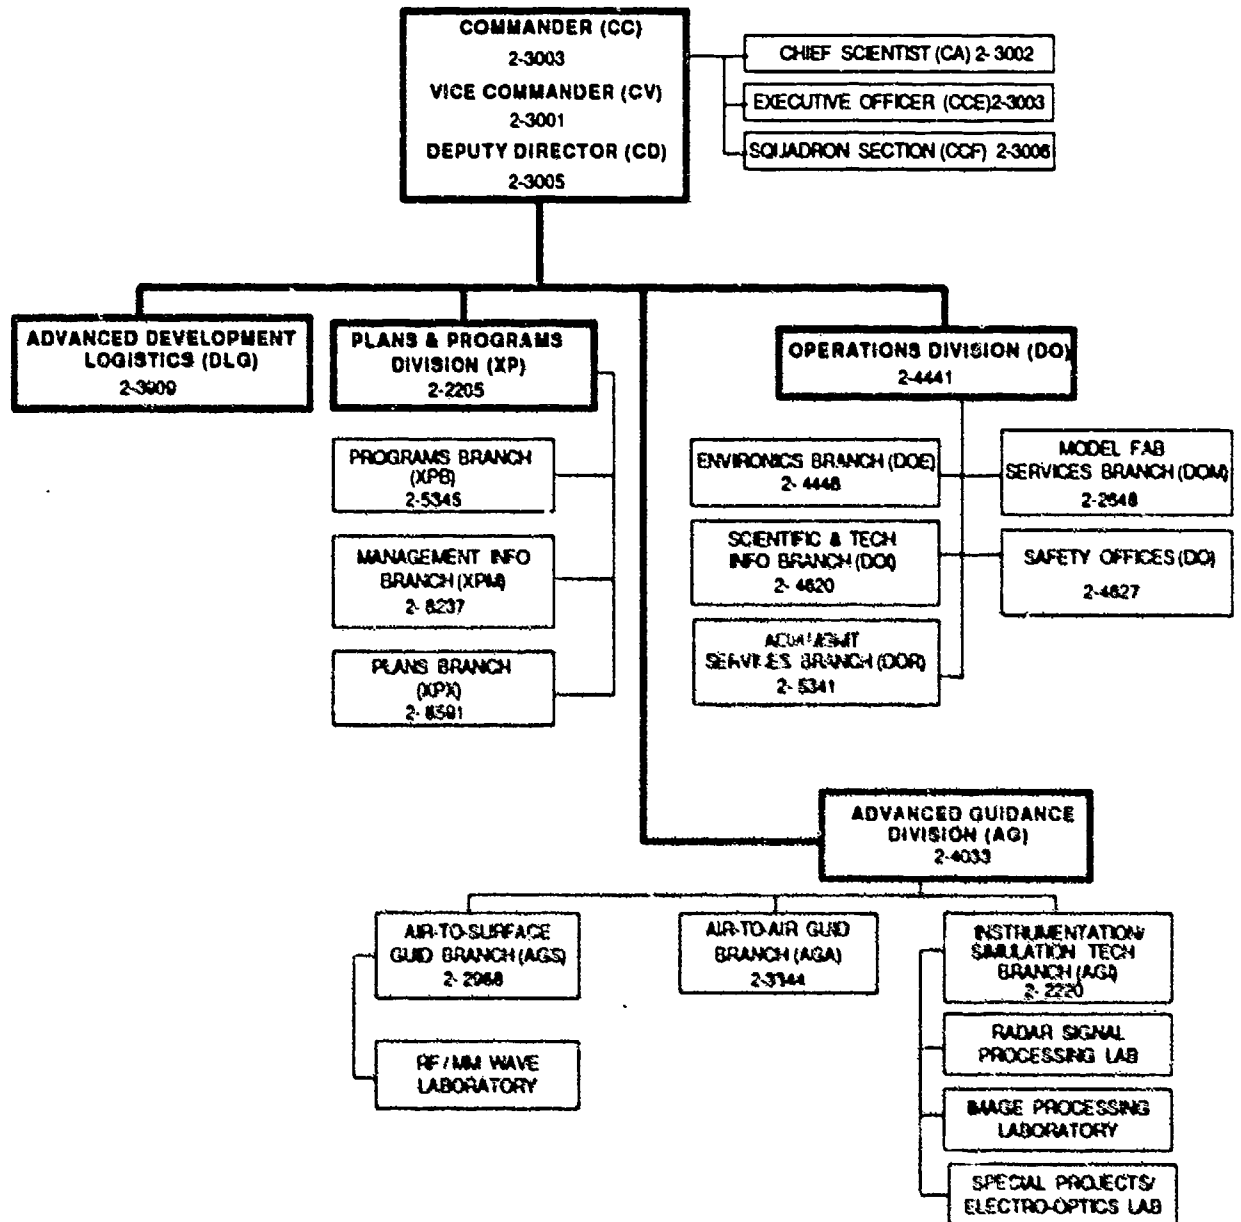 COMMANDER (CC)
2-3003
VICE COMMANDER (CV)
2-3001
DEPUTY DIRECTOR (CD)
2-3005
CHIEF SCIENTIST (CA) 2-3002
EXECUTIVE OFFICER (CCE)2-3003
SQUADRON SECTION (CCF) 2-3006
ADVANCED DEVELOPMENT
LOGISTICS (DLG)
2-3909
PLANS & PROGRAMS
DIVISION (XP)
2-2205
OPERATIONS DIVISION (DO)
2-4441
PROGRAMS BRANCH
(XPB)
2-5345
MANAGEMENT INFO
BRANCH (XPM)
2-8237
PLANS BRANCH
(XPX)
2-8591
ENVIRONICS BRANCH (DOE)
2-4448
SCIENTIFIC & TECH
INFO BRANCH (DOI)
2-4620
SERVICES BRANCH (DOR)
2-5341
MODEL FAB
SERVICES BRANCH (DOM)
2-2648
SAFETY OFFICES (DO)
2-4627
ADVANCED GUIDANCE
DIVISION (AG)
2-4033
AIR-TO-SURFACE
GUID BRANCH (AGS)
2-2968
RF/MM WAVE
LABORATORY
AIR-TO-AIR GUID
BRANCH (AGA)
2-3344
INSTRUMENTATION/
SIMULATION TECH
BRANCH (AGI)
2-2220
RADAR SIGNAL
PROCESSING LAB
IMAGE PROCESSING
LABORATORY
SPECIAL PROJECTS/
ELECTRO-OPTICS LAB